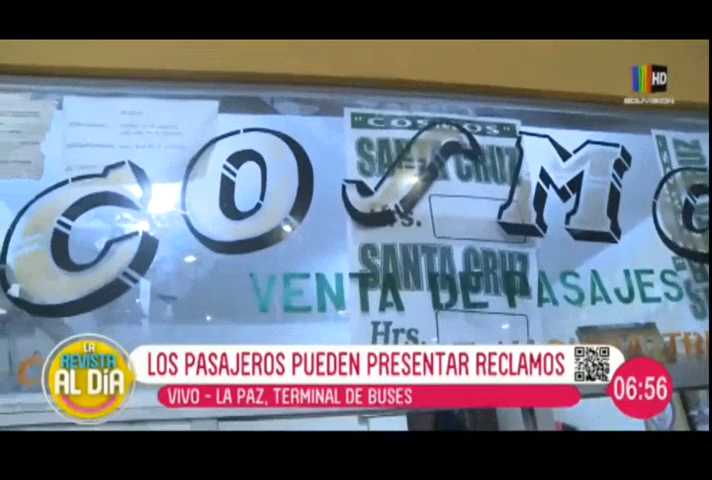 HD
BOLIVISION
"COSMOS"
SANTA CRUZ
Hrs.
COSMO
SANTA CRUZ
VENTA DE PASAJES
Hrs.
LA
REVISTA
AL DÍA
LOS PASAJEROS PUEDEN PRESENTAR RECLAMOS
VIVO - LA PAZ, TERMINAL DE BUSES
06:56